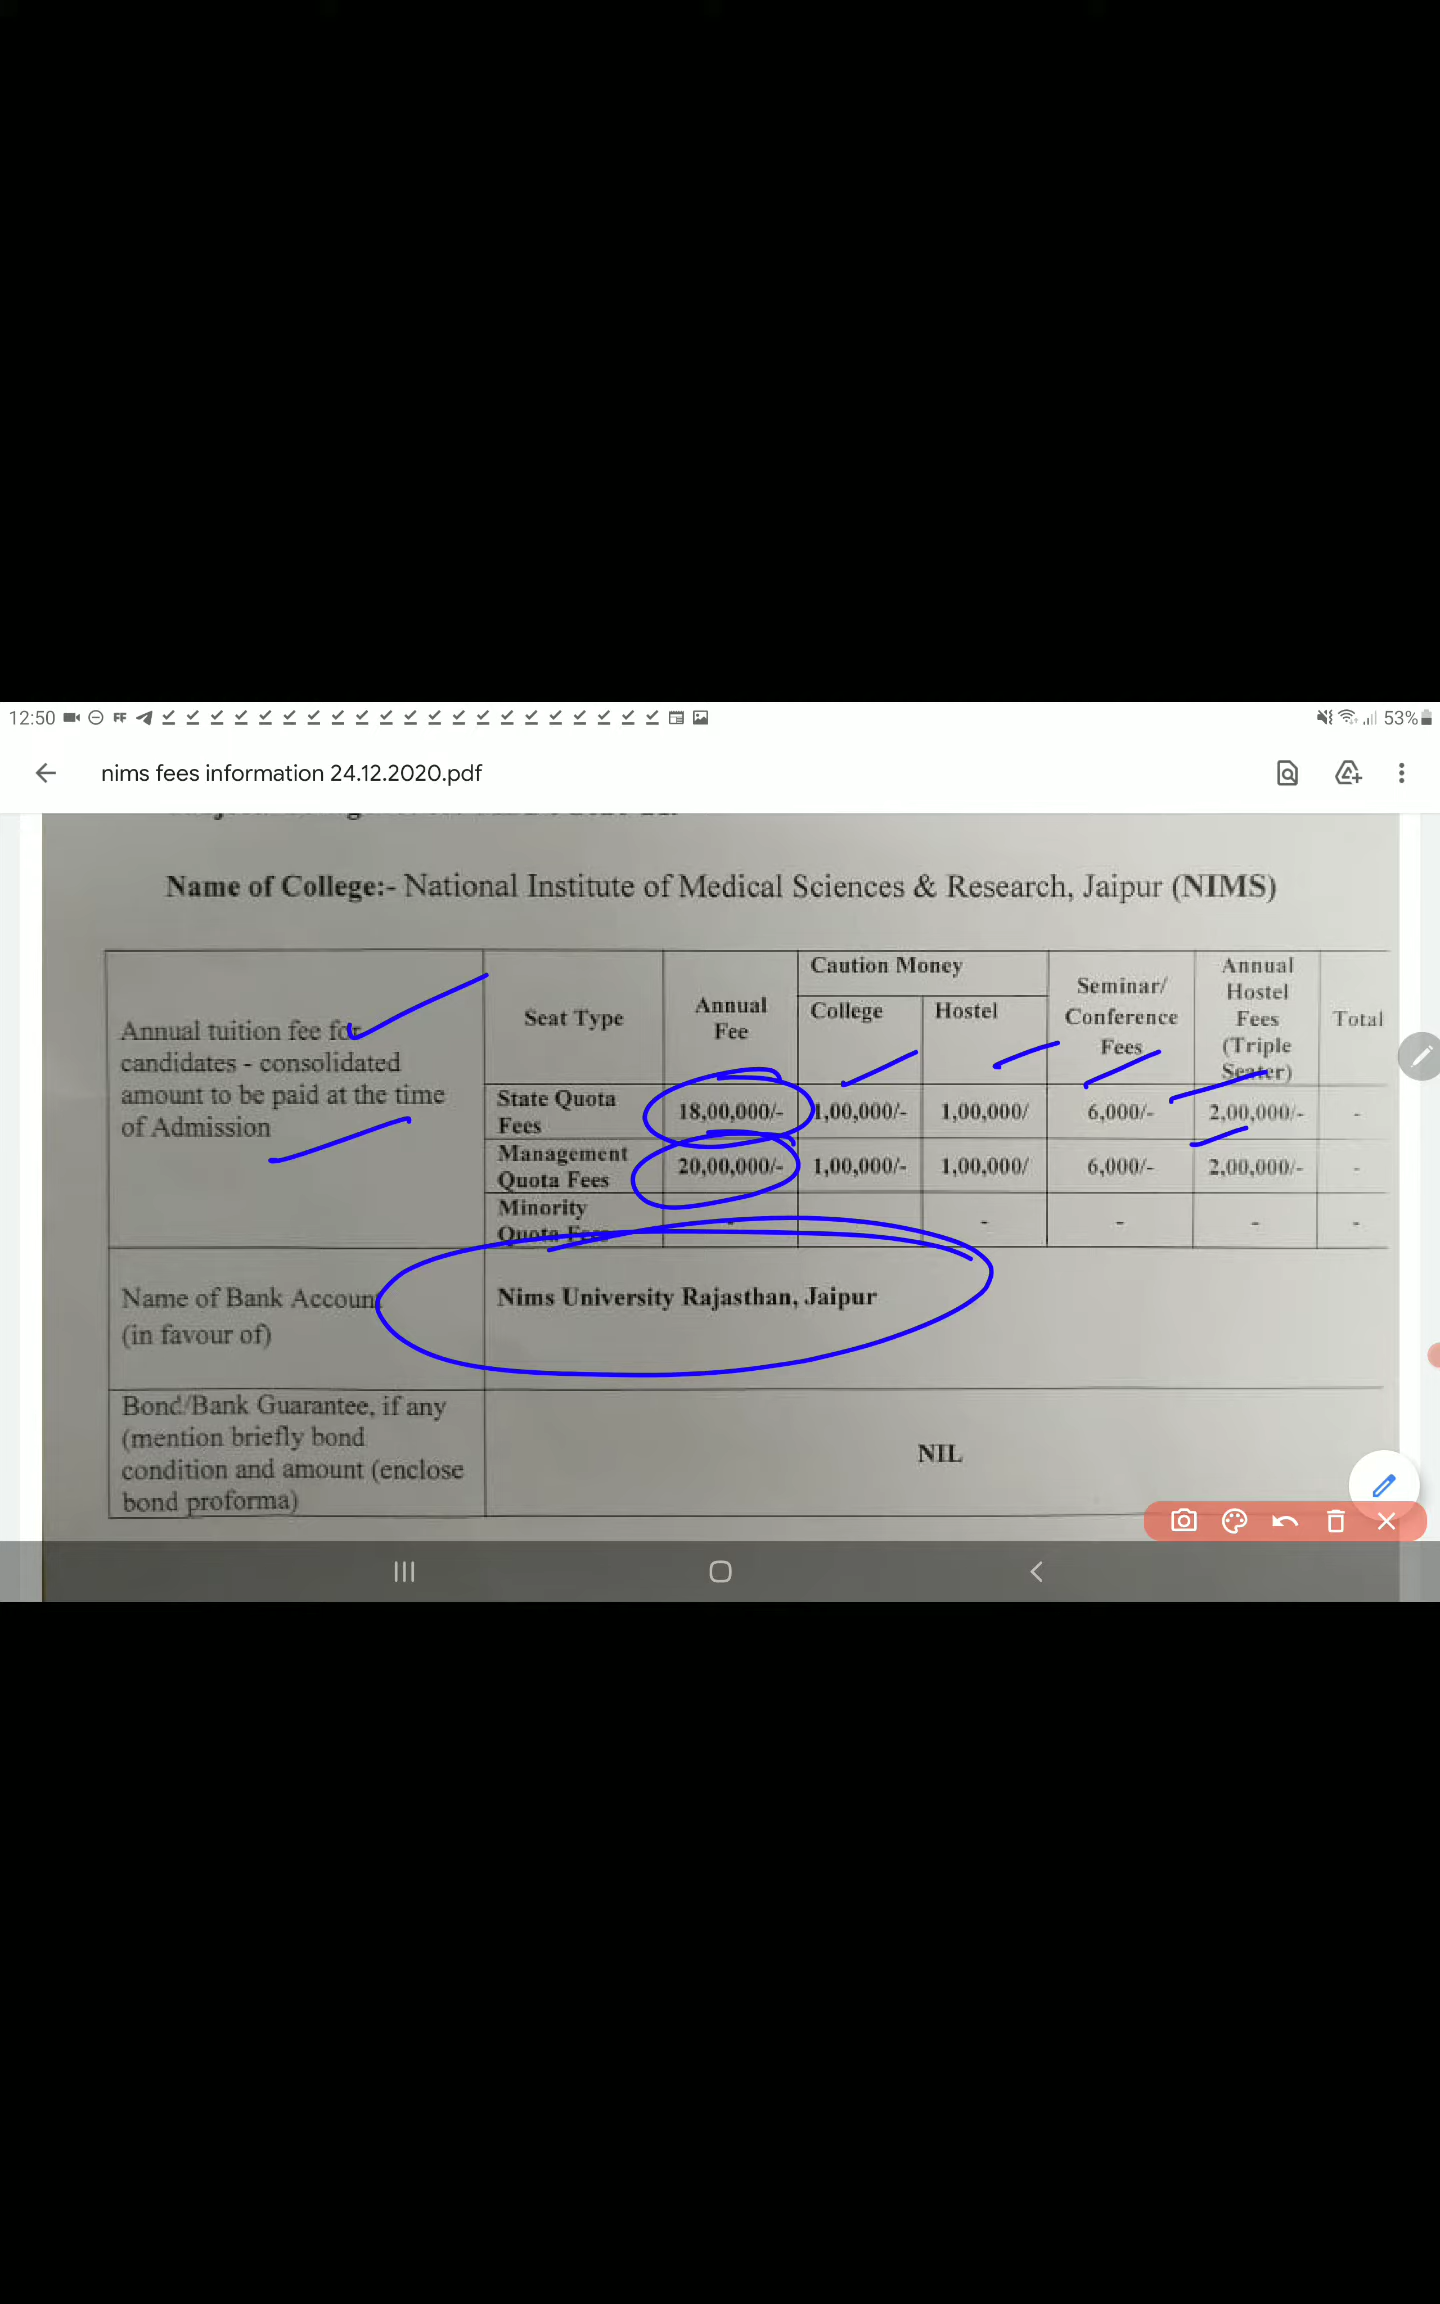 12:50
FF
53%
nims fees information 24.12.2020.pdf
Name of College:- National Institute of Medical Sciences & Research, Jaipur (NIMS)
Annual tuition fee for
candidates - consolidated
amount to be paid at the time
of Admission
Seat Type
Annual
Fee
Caution Money
College
Hostel
Seminar/
Conference
Fees
Annual
Hostel
Fees
(Triple
Seater)
Total
State Quota
Fees
18,00,000/-
1,00,000/-
1,00,000/
6,000/-
2,00,000/-
-
Management
Quota Fees
20,00,000/-
1,00,000/-
1,00,000/
6,000/-
2,00,000/-
-
Minority
Quota Fees
-
-
-
-
-
Name of Bank Account
(in favour of)
Nims University Rajasthan, Jaipur
Bond/Bank Guarantee, if any
(mention briefly bond
condition and amount (enclose
bond proforma)
NIL